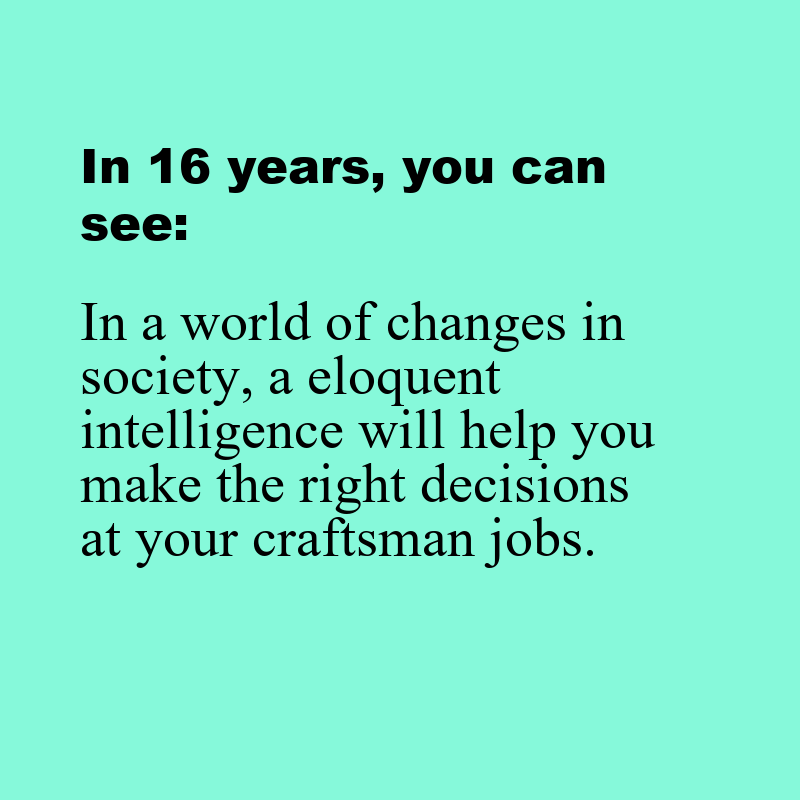 In 16 years, you can
see:
In a world of changes in
society, a eloquent
intelligence will help you
make the right decisions
at your craftsman jobs.